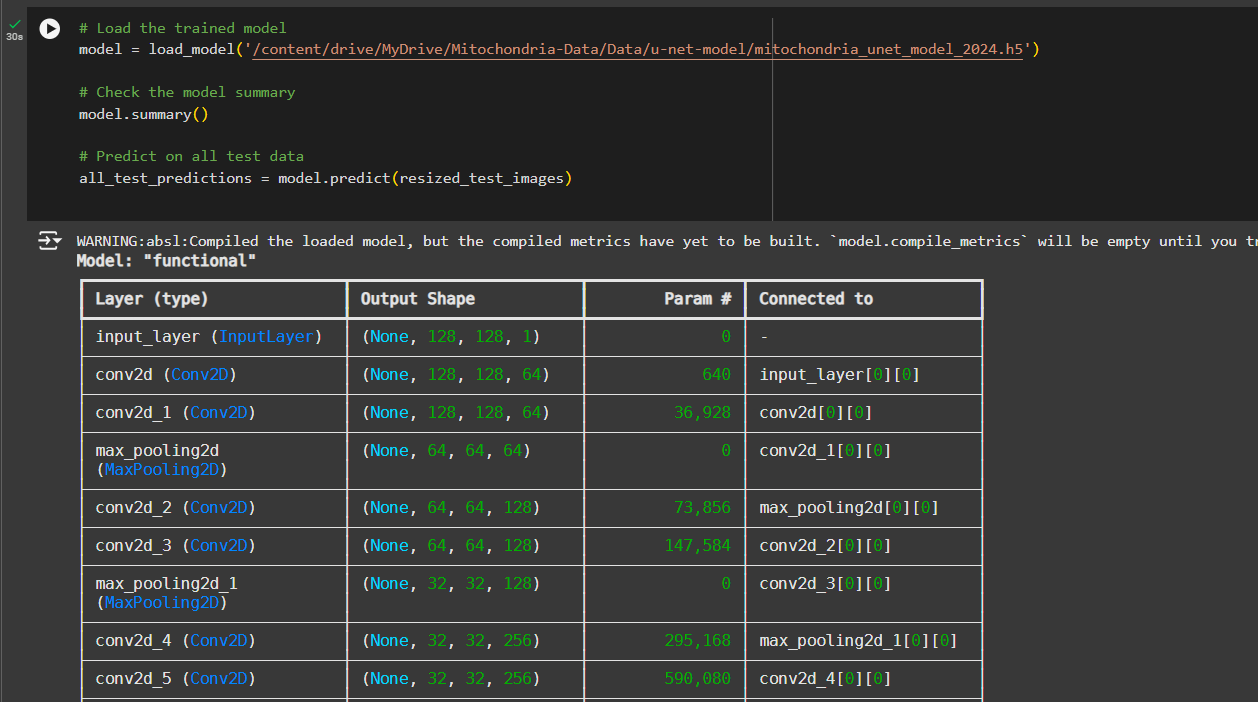 30s
# Load the trained model
model = load_model('/content/drive/MyDrive/Mitochondria-Data/Data/u-net-model/mitochondria_unet_model_2024.h5')
# Check the model summary
model.summary()
# Predict on all test data
all_test_predictions = model.predict(resized_test_images)
WARNING:absl:Compiled the loaded model, but the compiled metrics have yet to be built. `model.compile_metrics` will be empty until you
Model: "functional"
Layer (type) Output Shape Param # Connected to
input_layer (InputLayer) (None, 128, 128, 1) 0 -
conv2d (Conv2D) (None, 128, 128, 64) 640 input_layer[0][0]
conv2d_1 (Conv2D) (None, 128, 128, 64) 36,928 conv2d[0][0]
max_pooling2d (None, 64, 64, 64) 0 conv2d_1[0][0]
(MaxPooling2D)
conv2d_2 (Conv2D) (None, 64, 64, 128) 73,856 max_pooling2d[0][0]
conv2d_3 (Conv2D) (None, 64, 64, 128) 147,584 conv2d_2[0][0]
max_pooling2d_1 (None, 32, 32, 128) 0 conv2d_3[0][0]
(MaxPooling2D)
conv2d_4 (Conv2D) (None, 32, 32, 256) 295,168 max_pooling2d_1[0][0]
conv2d_5 (Conv2D) (None, 32, 32, 256) 590,080 conv2d_4[0][0]